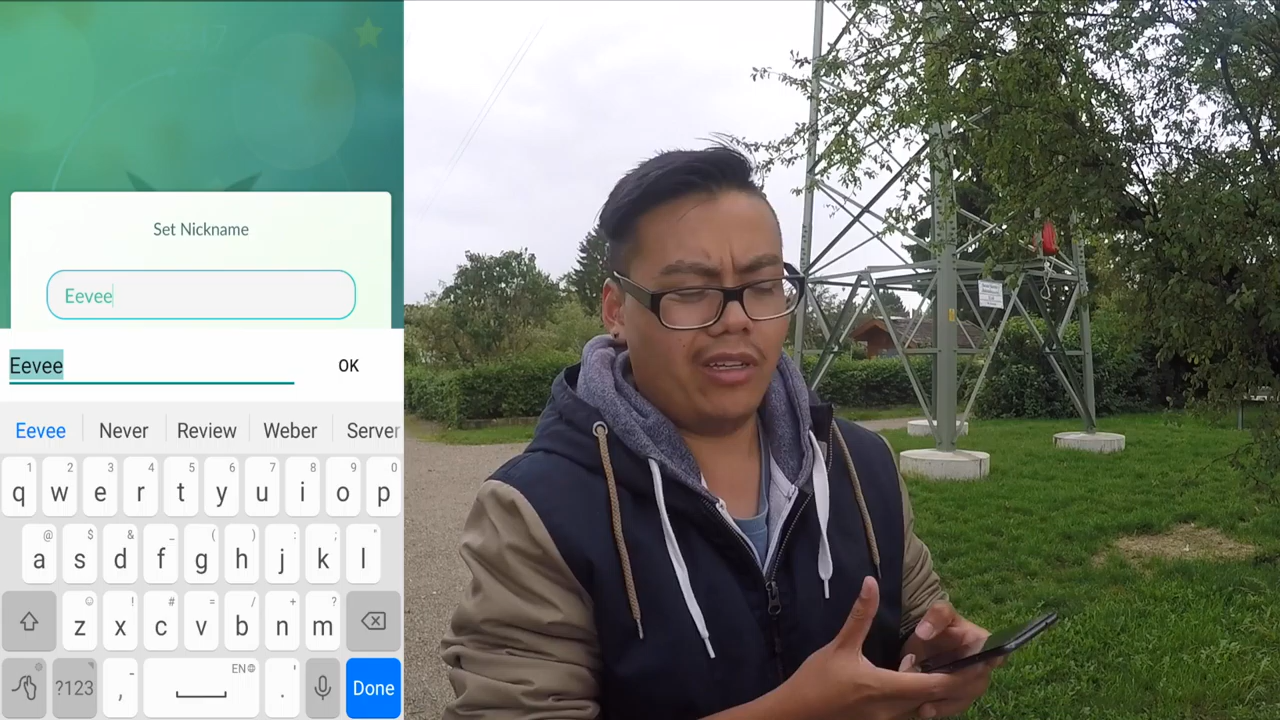 Set Nickname
Eevee
Eevee
OK
Eevee Never Review Weber Server
1 2 3 4 5 6 7 8 9 0
q w e r t y u i o p
@ $ & _ ( ) : ; "
a s d f g h j k l
! # = / + ?
z x c v b n m
EN
?123 , - . ' Done